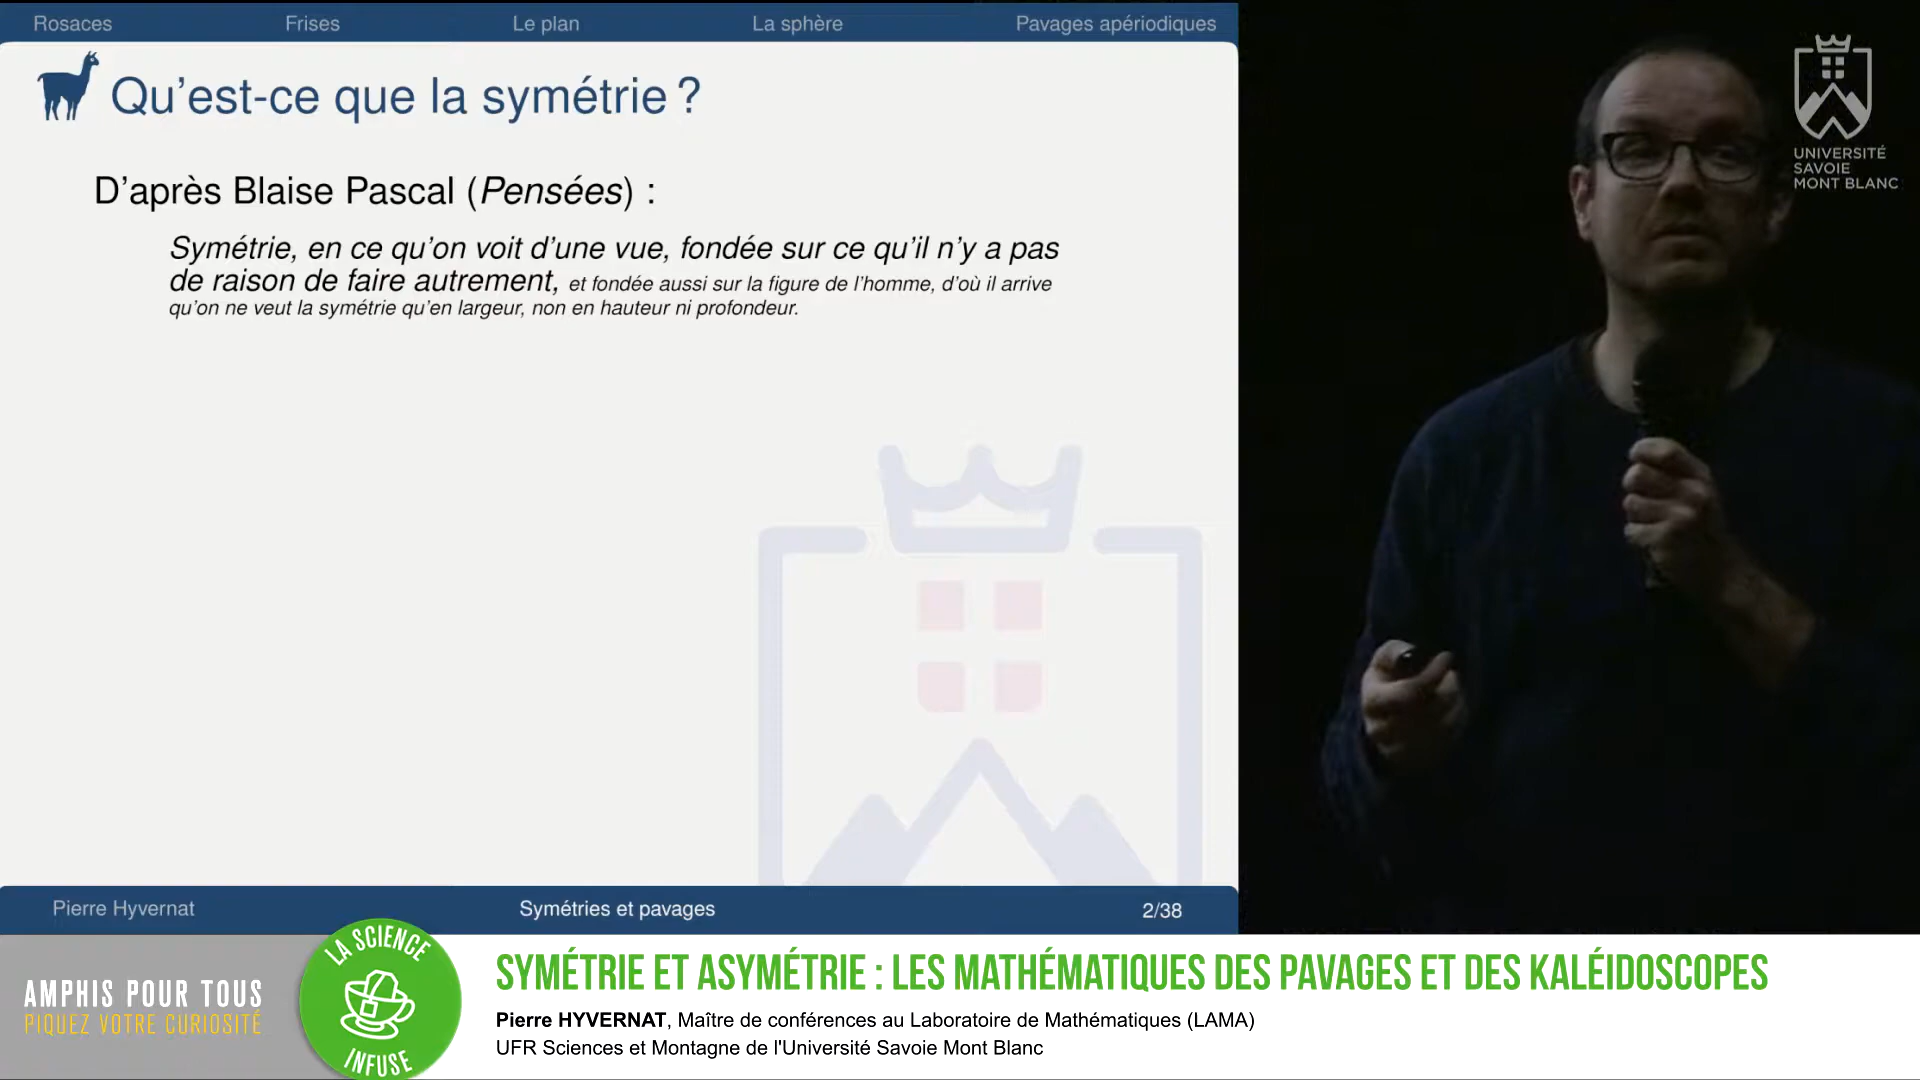 Rosaces Frises Le plan La sphère Pavages apériodiques
Qu'est-ce que la symétrie ?
D'après Blaise Pascal (Pensées) :
Symétrie, en ce qu'on voit d'une vue, fondée sur ce qu'il n'y a pas
de raison de faire autrement, et fondée aussi sur la figure de l'homme, d'où il arrive
qu'on ne veut la symétrie qu'en largeur, non en hauteur ni profondeur.
Pierre Hyvernat Symétries et pavages 2/38
UNIVERSITÉ
SAVOIE
MONT BLANC
AMPHIS POUR TOUS
PIQUEZ VOTRE CURIOSITÉ
LA SCIENCE
INFUSE
SYMÉTRIE ET ASYMÉTRIE : LES MATHÉMATIQUES DES PAVAGES ET DES KALÉIDOSCOPES
Pierre HYVERNAT, Maître de conférences au Laboratoire de Mathématiques (LAMA)
UFR Sciences et Montagne de l'Université Savoie Mont Blanc